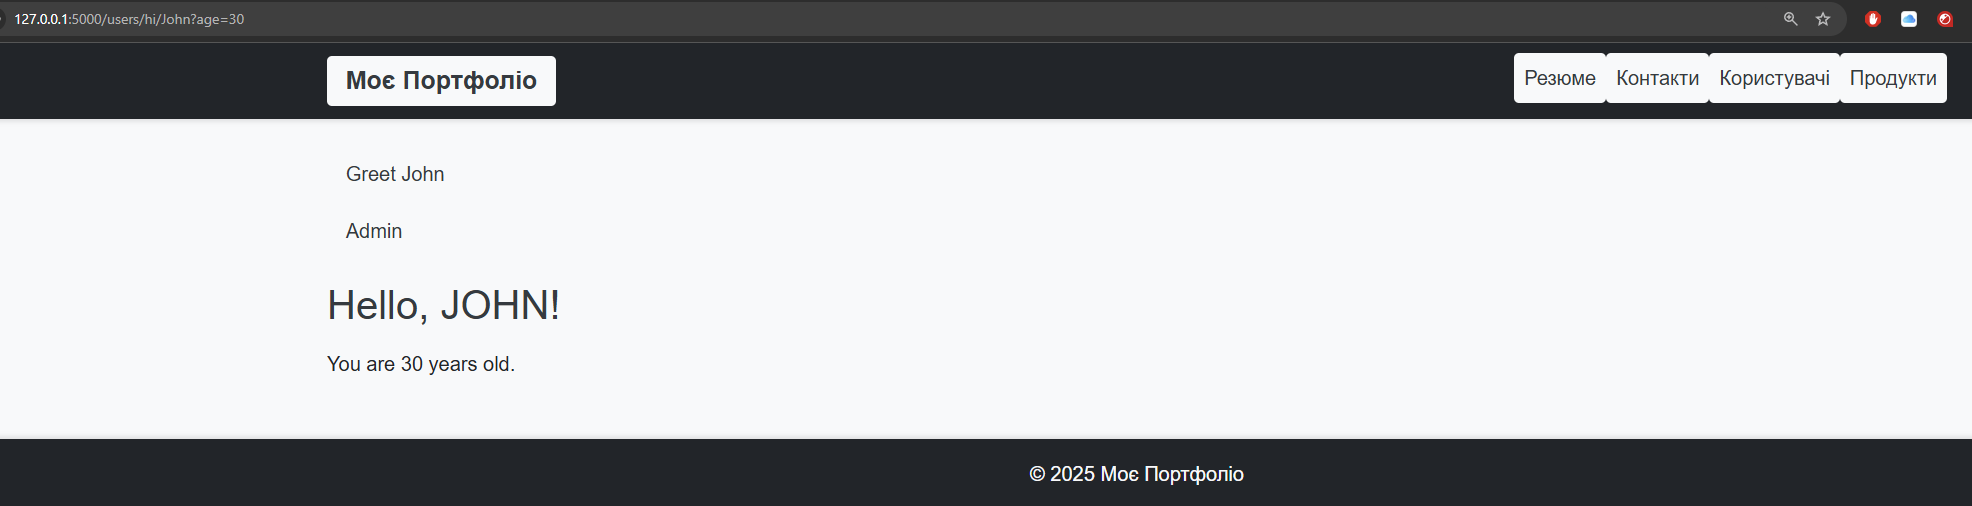 127.0.0.1:5000/users/hi/John?age=30
Моє Портфоліо
Резюме Контакти Користувачі Продукти
Greet John
Admin
Hello, JOHN!
You are 30 years old.
© 2025 Моє Портфоліо